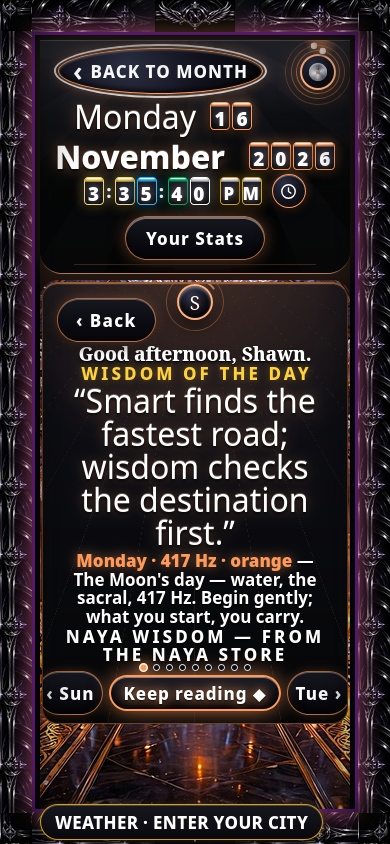 ‹ BACK TO MONTH
Monday 16
November 2026
3:35:40 PM
Your Stats
S
‹ Back
Good afternoon, Shawn.
WISDOM OF THE DAY
“Smart finds the
fastest road;
wisdom checks
the destination
first.”
Monday · 417 Hz · orange —
The Moon's day — water, the
sacral, 417 Hz. Begin gently;
what you start, you carry.
NAYA WISDOM — FROM
THE NAYA STORE
‹ Sun Keep reading ◆ Tue ›
WEATHER · ENTER YOUR CITY